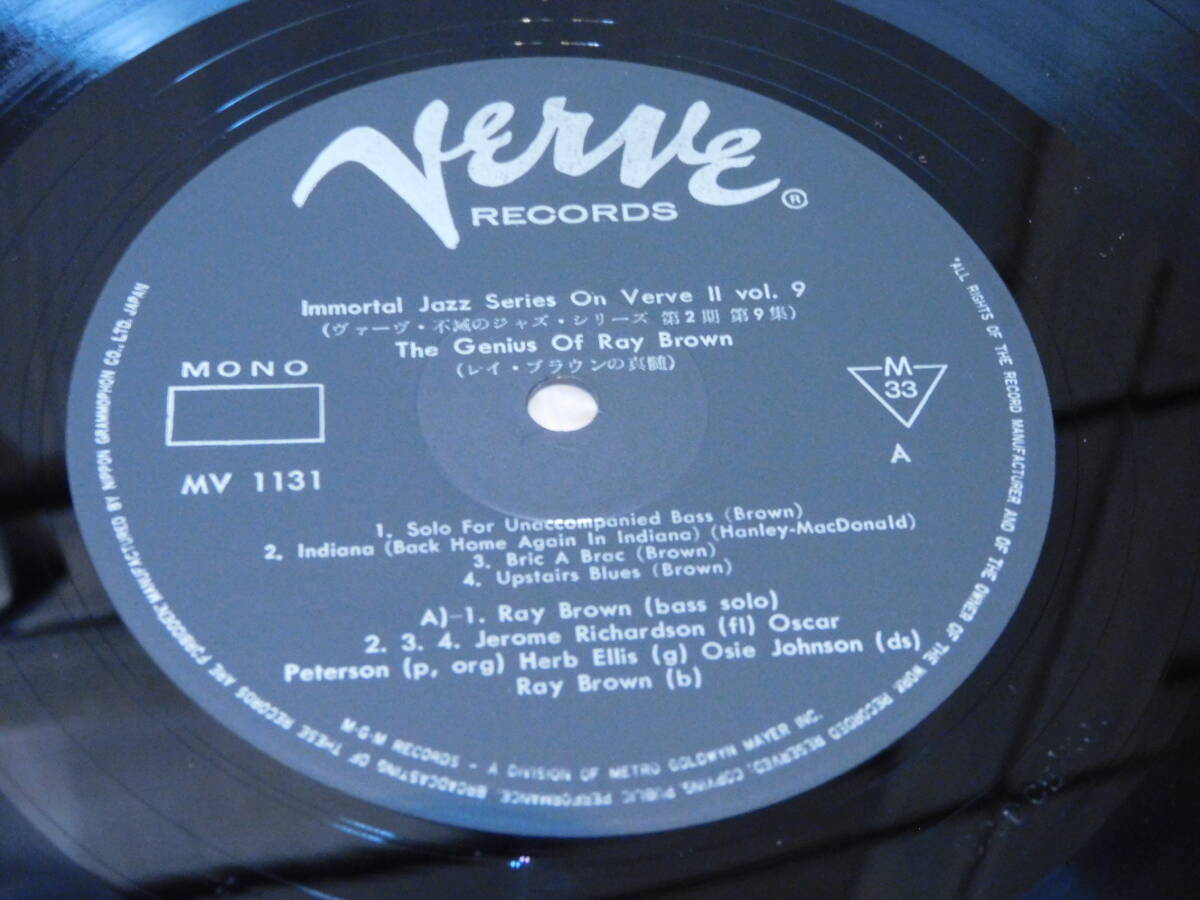 Verve
RECORDS ®
Immortal Jazz Series On Verve II vol. 9
(ヴァーヴ・不滅のジャズ・シリーズ 第2期 第9集)
The Genius Of Ray Brown
(レイ・ブラウンの真髄)
MONO
MV 1131
M
33
A
1. Solo For Unaccompanied Bass (Brown)
2. Indiana (Back Home Again In Indiana) (Hanley-MacDonald)
3. Bric A Brac (Brown)
4. Upstairs Blues (Brown)
A)-1. Ray Brown (bass solo)
2. 3. 4. Jerome Richardson (fl) Oscar
Peterson (p, org) Herb Ellis (g) Osie Johnson (ds)
Ray Brown (b)
M-G-M RECORDS - A DIVISION OF METRO GOLDWYN MAYER INC.
"ALL RIGHTS OF THE RECORD MANUFACTURER AND OF THE OWNER OF THE WORK RECORDED RESERVED; COPYING PUBLIC PERFORMANCE, BROADCASTING OF THESE RECORDS ARE FORBIDDEN" MANUFACTURED BY NIPPON GRAMMOPHON CO., LTD. JAPAN